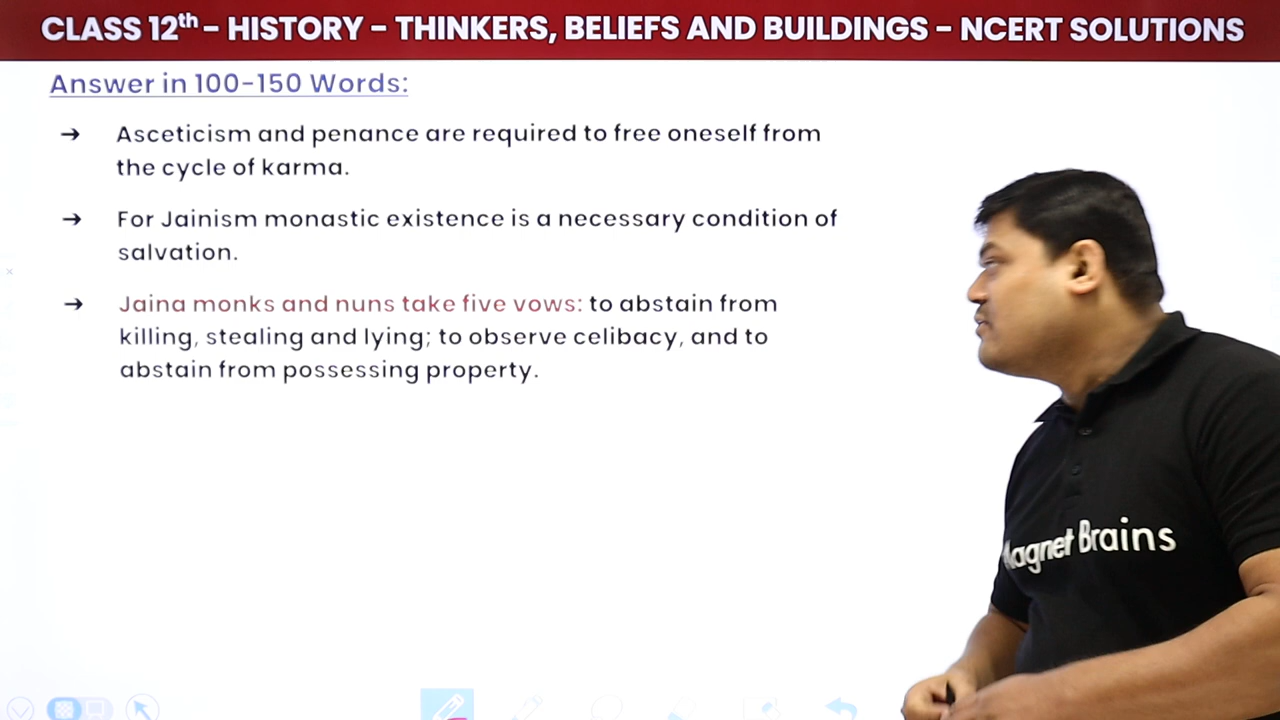 CLASS 12th – HISTORY – THINKERS, BELIEFS AND BUILDINGS – NCERT SOLUTIONS
Answer in 100-150 Words:
→ Asceticism and penance are required to free oneself from
the cycle of karma.
→ For Jainism monastic existence is a necessary condition of
salvation.
→ Jaina monks and nuns take five vows: to abstain from
killing, stealing and lying; to observe celibacy, and to
abstain from possessing property.
Magnet Brains